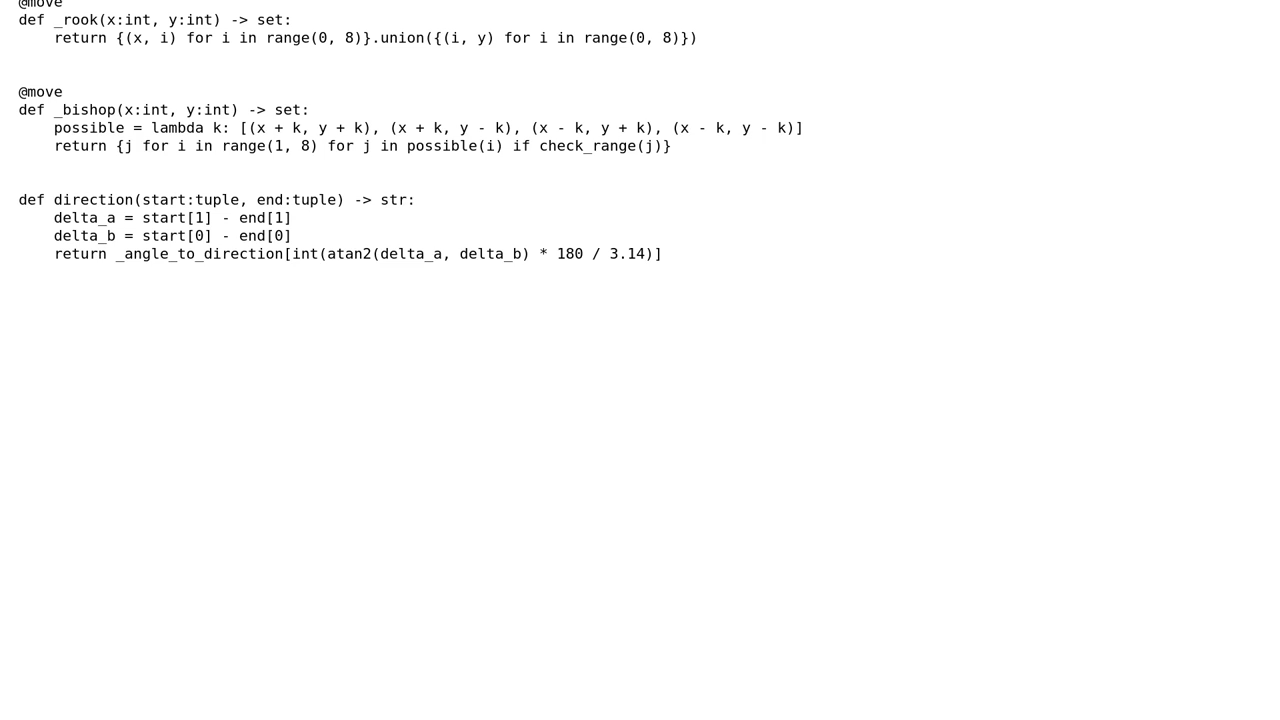 @move
def _rook(x:int, y:int) -> set:
    return {(x, i) for i in range(0, 8)}.union({(i, y) for i in range(0, 8)})
@move
def _bishop(x:int, y:int) -> set:
    possible = lambda k: [(x + k, y + k), (x + k, y - k), (x - k, y + k), (x - k, y - k)]
    return {j for i in range(1, 8) for j in possible(i) if check_range(j)}
def direction(start:tuple, end:tuple) -> str:
    delta_a = start[1] - end[1]
    delta_b = start[0] - end[0]
    return _angle_to_direction[int(atan2(delta_a, delta_b) * 180 / 3.14)]